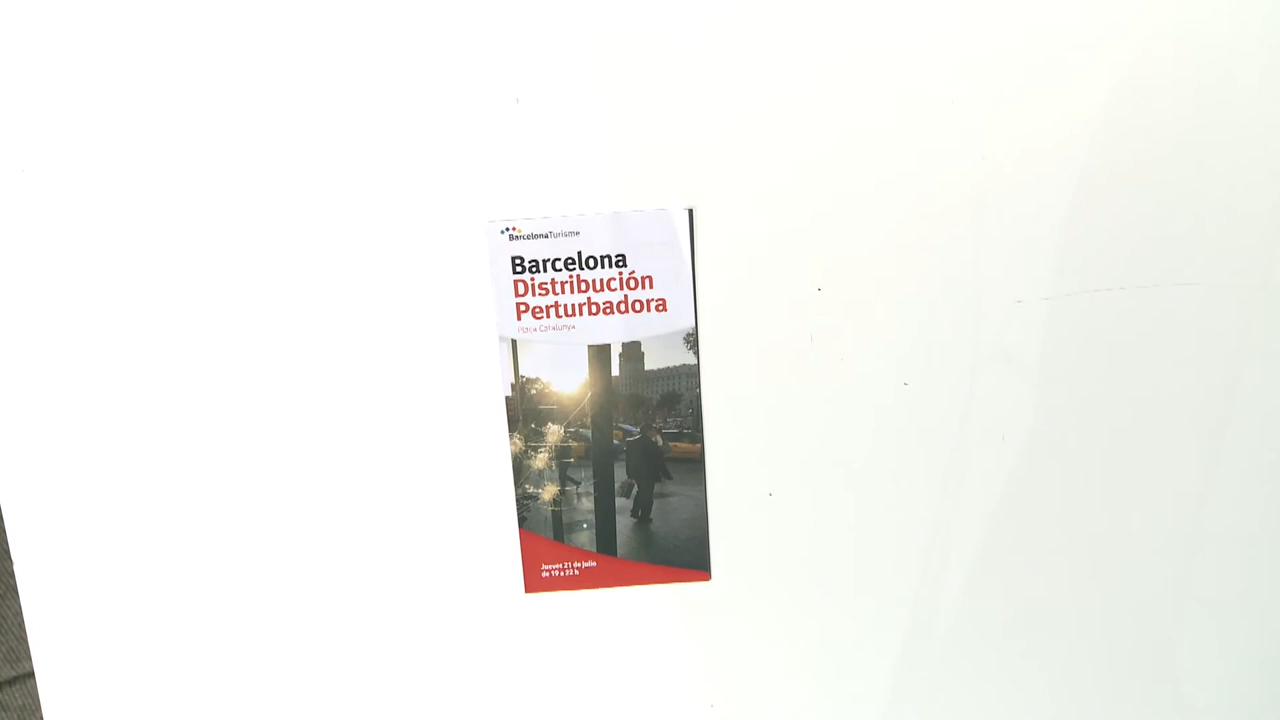 BarcelonaTurisme
Barcelona
Distribución
Perturbadora
Plaça Catalunya
Jueves 21 de julio
de 19 a 22 h